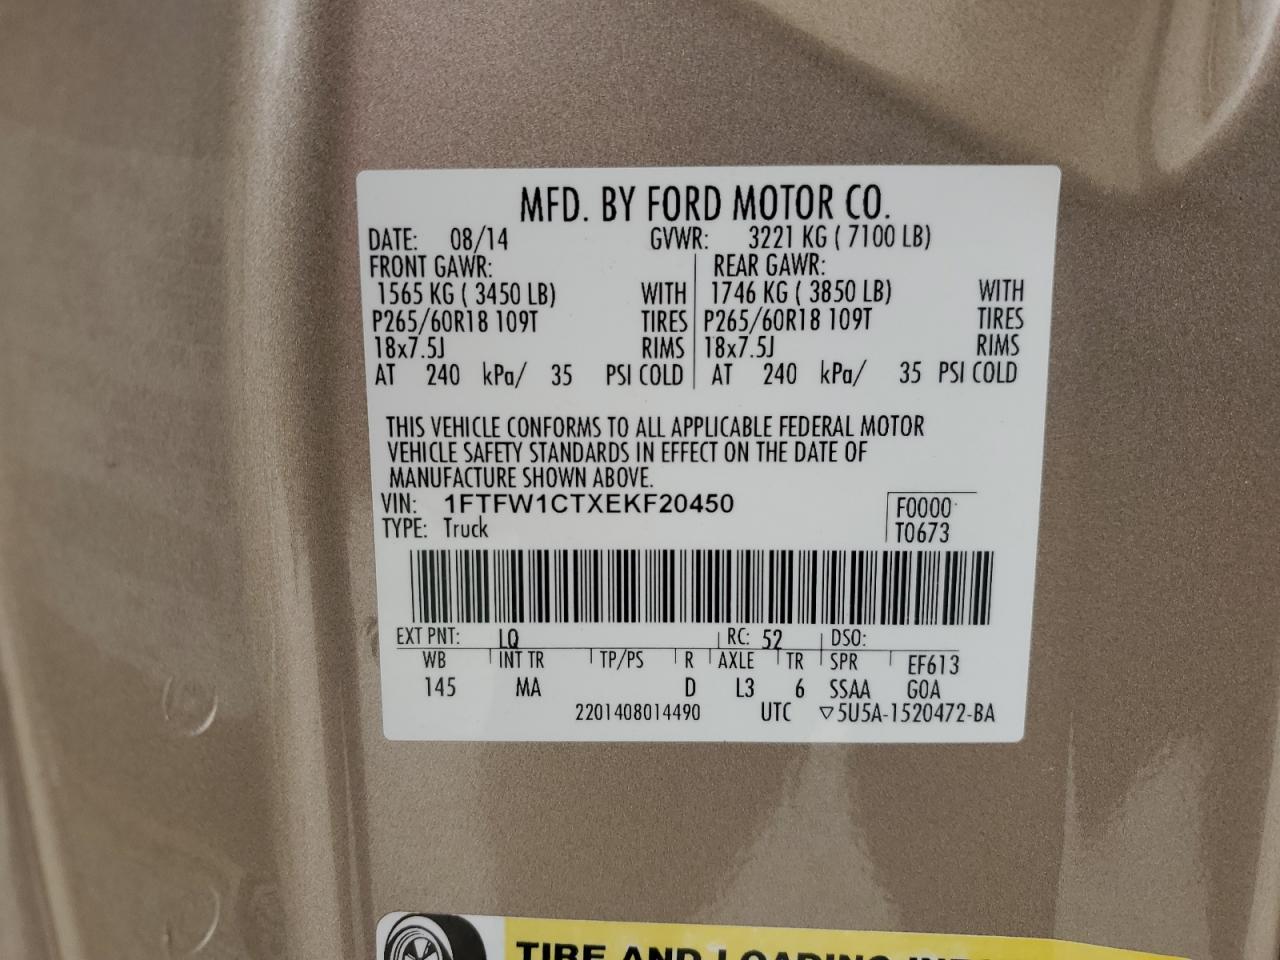 MFD. BY FORD MOTOR CO.
DATE: 08/14 GVWR: 3221 KG ( 7100 LB)
FRONT GAWR: REAR GAWR:
1565 KG ( 3450 LB) WITH 1746 KG ( 3850 LB) WITH
P265/60R18 109T TIRES P265/60R18 109T TIRES
18x7.5J RIMS 18x7.5J RIMS
AT 240 kPa/ 35 PSI COLD AT 240 kPa/ 35 PSI COLD
THIS VEHICLE CONFORMS TO ALL APPLICABLE FEDERAL MOTOR
VEHICLE SAFETY STANDARDS IN EFFECT ON THE DATE OF
MANUFACTURE SHOWN ABOVE.
VIN: 1FTFW1CTXEKF20450 F0000
TYPE: Truck T0673
EXT PNT: LQ RC: 52 DSO:
WB INT TR TP/PS R AXLE TR SPR EF613
145 MA D L3 6 SSAA GOA
2201408014490 UTC ▽5U5A-1520472-BA
TIRE AND LOADING